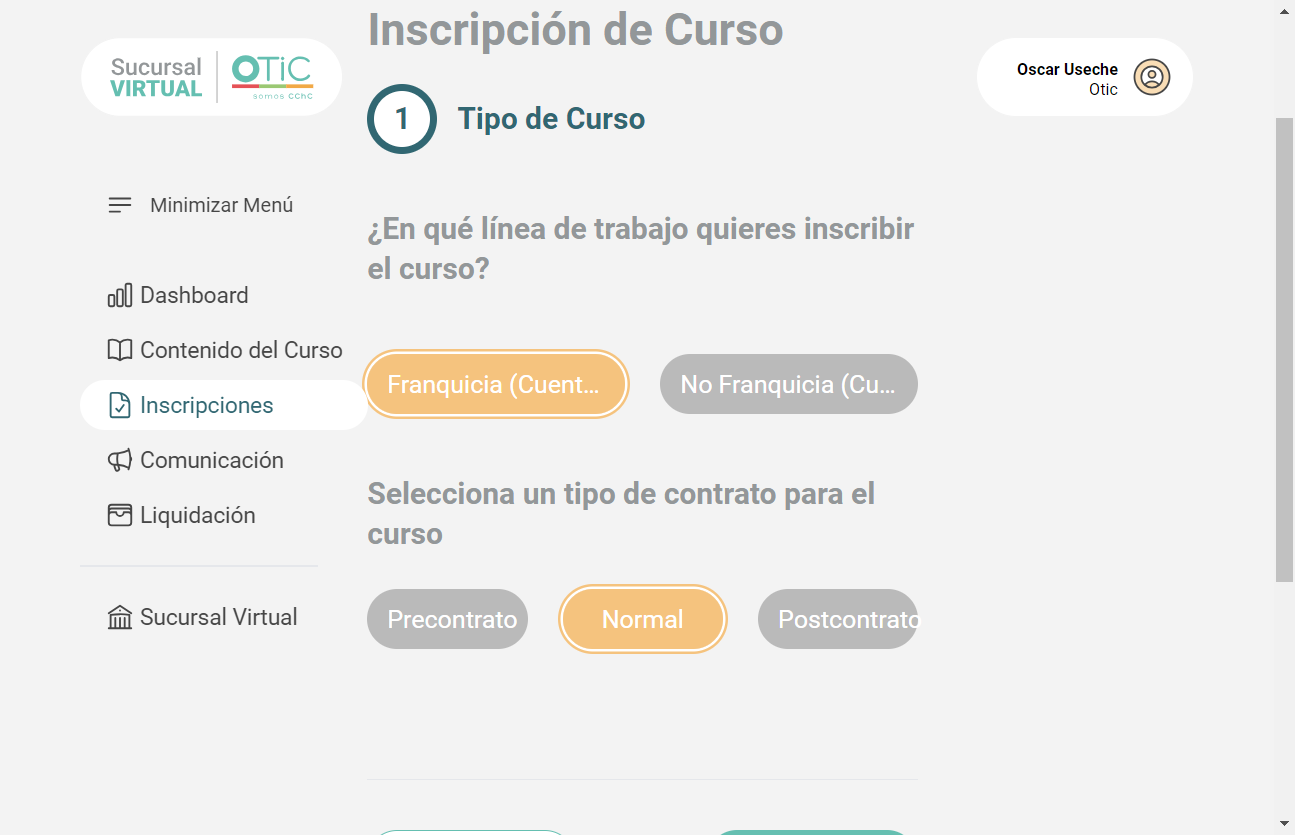 Inscripción de Curso
Sucursal
VIRTUAL
OTiC
somos CChC
Oscar Useche
Otic
1
Tipo de Curso
Minimizar Menú
¿En qué línea de trabajo quieres inscribir
el curso?
Dashboard
Contenido del Curso
Franquicia (Cuent...
No Franquicia (Cu...
Inscripciones
Comunicación
Selecciona un tipo de contrato para el
curso
Liquidación
Precontrato
Normal
Postcontrato
Sucursal Virtual